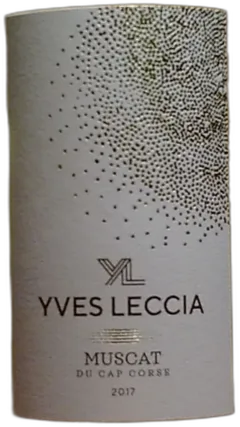 YL
YVES LECCIA
MUSCAT
DU CAP CORSE
2017